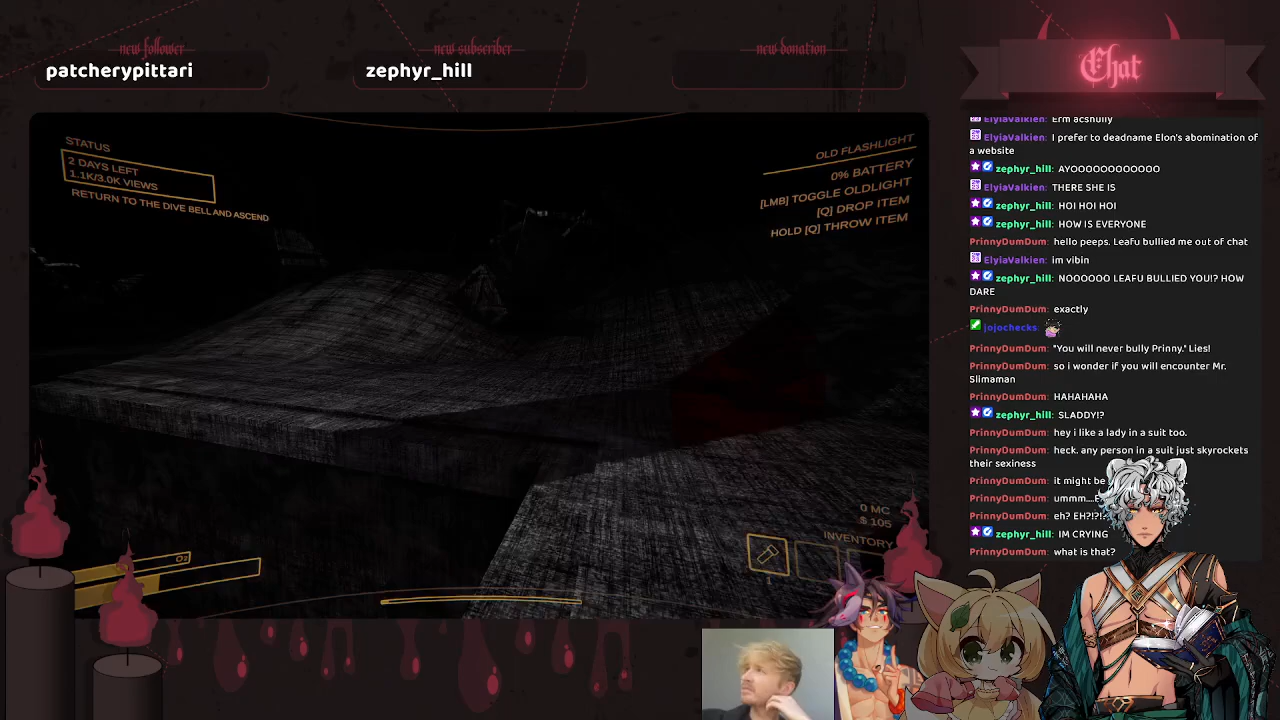 new follower
patcherypittari
new subscriber
zephyr_hill
new donation
Chat
STATUS
2 DAYS LEFT
1.1K/3.0K VIEWS
RETURN TO THE DIVE BELL AND ASCEND
OLD FLASHLIGHT
0% BATTERY
[LMB] TOGGLE OLDLIGHT
[Q] DROP ITEM
HOLD [Q] THROW ITEM
0 MC
$ 105
INVENTORY
1
O2
ElyiaValkien: Erm acshully
ElyiaValkien: I prefer to deadname Elon's abomination of
a website
zephyr_hill: AYOOOOOOOOOOO
ElyiaValkien: THERE SHE IS
zephyr_hill: HOI HOI HOI
zephyr_hill: HOW IS EVERYONE
PrinnyDumDum: hello peeps. Leafu bullied me out of chat
ElyiaValkien: im vibin
zephyr_hill: NOOOOOO LEAFU BULLIED YOU!? HOW
DARE
PrinnyDumDum: exactly
jojochecks:
PrinnyDumDum: "You will never bully Prinny." Lies!
PrinnyDumDum: so i wonder if you will encounter Mr.
Slimaman
PrinnyDumDum: HAHAHAHA
zephyr_hill: SLADDY!?
PrinnyDumDum: hey i like a lady in a suit too.
PrinnyDumDum: heck. any person in a suit just skyrockets
their sexiness
PrinnyDumDum: it might be
PrinnyDumDum: ummm....
PrinnyDumDum: eh? EH?!?!?
zephyr_hill: IM CRYING
PrinnyDumDum: what is that?